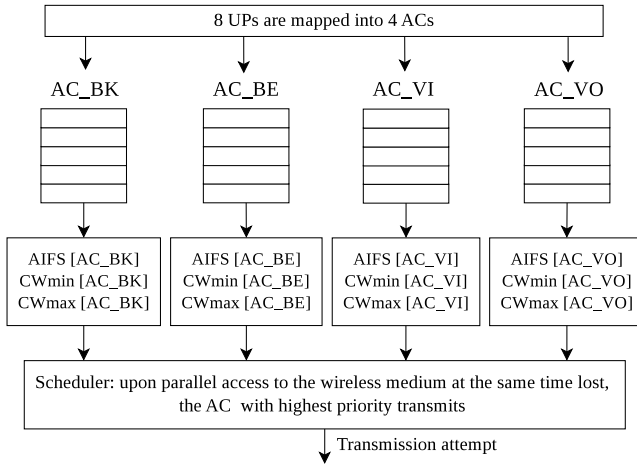 8 UPs are mapped into 4 ACs
AC_BK
AC_BE
AC_VI
AC_VO
AIFS [AC_BK]
CWmin [AC_BK]
CWmax [AC_BK]
AIFS [AC_BE]
CWmin [AC_BE]
CWmax [AC_BE]
AIFS [AC_VI]
CWmin [AC_VI]
CWmax [AC_VI]
AIFS [AC_VO]
CWmin [AC_VO]
CWmax [AC_VO]
Scheduler: upon parallel access to the wireless medium at the same time lost,
the AC with highest priority transmits
Transmission attempt